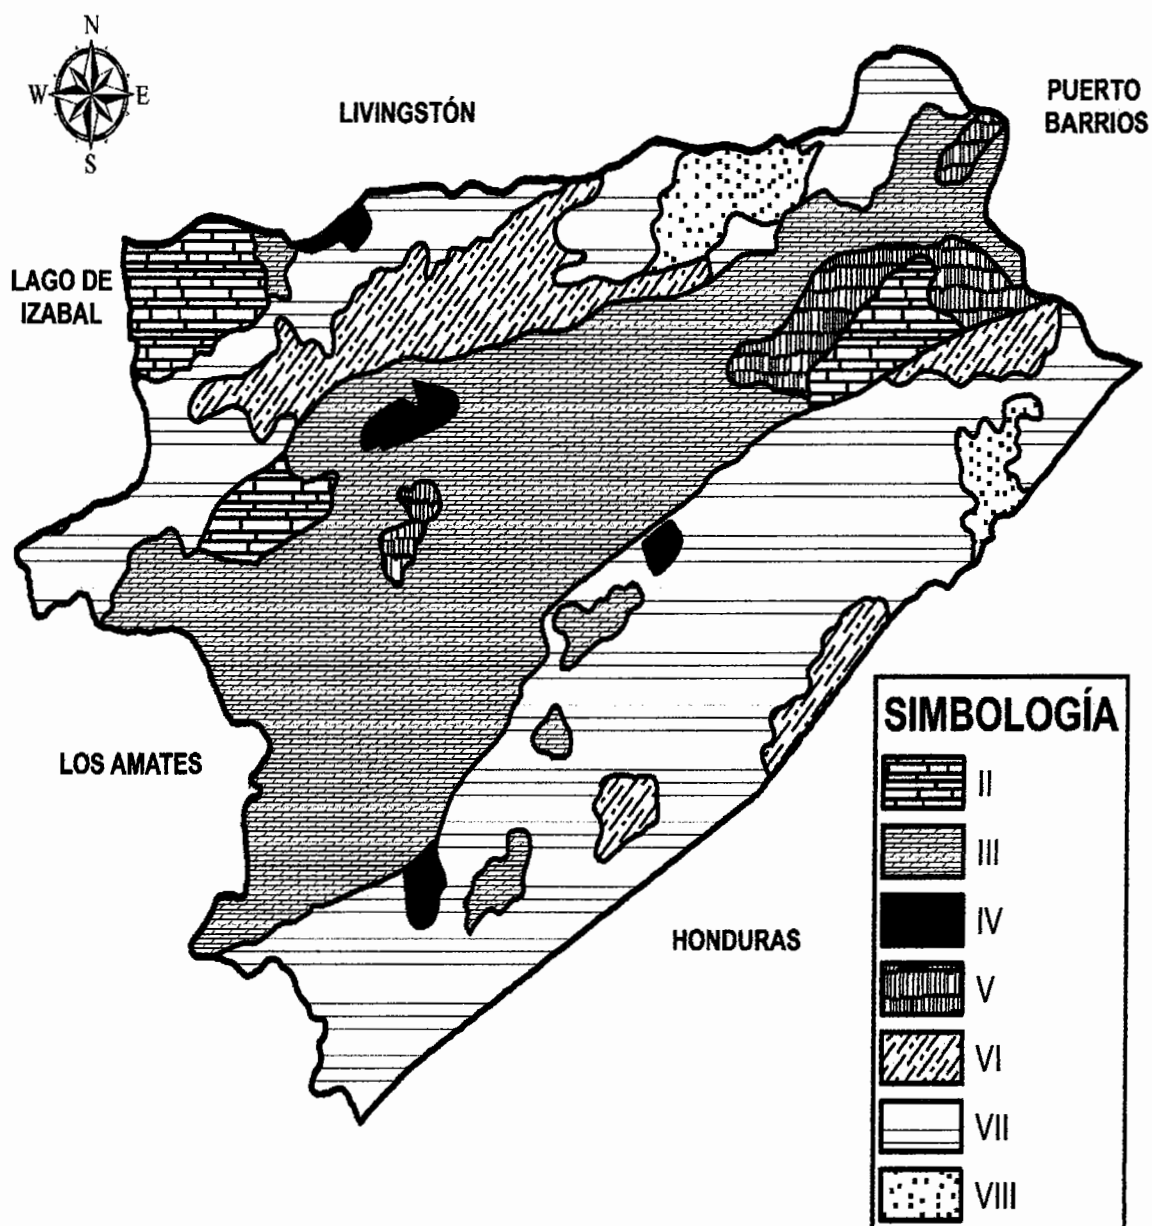 N
W E
S
LIVINGSTÓN
PUERTO
BARRIOS
LAGO DE
IZABAL
LOS AMATES
HONDURAS
SIMBOLOGÍA
II
III
IV
V
VI
VII
VIII